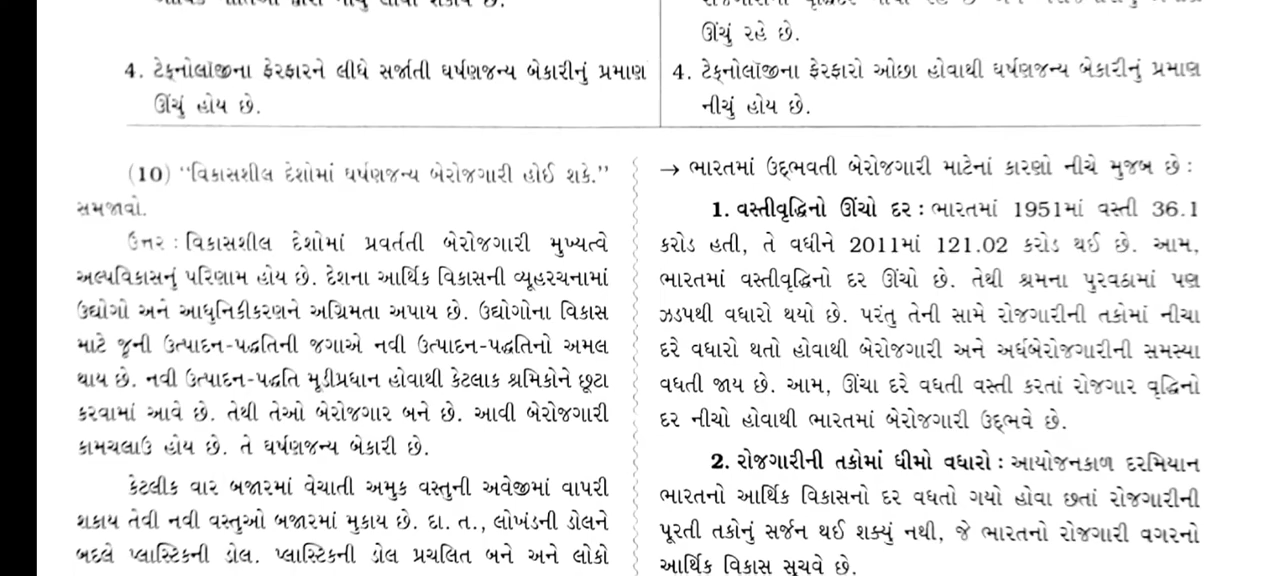 ઊંચું રહે છે.
4. ટેક્નોલૉજીના ફેરફારને લીધે સર્જાતી ઘર્ષણજન્ય બેકારીનું પ્રમાણ
ઊંચું હોય છે.
4. ટેક્નોલૉજીના ફેરફારો ઓછા હોવાથી ઘર્ષણજન્ય બેકારીનું પ્રમાણ
નીચું હોય છે.
(10) “વિકાસશીલ દેશોમાં ઘર્ષણજન્ય બેરોજગારી હોઈ શકે.”
સમજાવો.
ઉત્તર : વિકાસશીલ દેશોમાં પ્રવર્તતી બેરોજગારી મુખ્યત્વે
અલ્પવિકાસનું પરિણામ હોય છે. દેશના આર્થિક વિકાસની વ્યૂહરચનામાં
ઉદ્યોગો અને આધુનિકીકરણને અગ્રિમતા અપાય છે. ઉદ્યોગોના વિકાસ
માટે જૂની ઉત્પાદન-પદ્ધતિની જગાએ નવી ઉત્પાદન-પદ્ધતિનો અમલ
થાય છે. નવી ઉત્પાદન-પદ્ધતિ મૂડીપ્રધાન હોવાથી કેટલાક શ્રમિકોને છૂટા
કરવામાં આવે છે. તેથી તેઓ બેરોજગાર બને છે. આવી બેરોજગારી
કામચલાઉ હોય છે. તે ઘર્ષણજન્ય બેકારી છે.
કેટલીક વાર બજારમાં વેચાતી અમુક વસ્તુની અવેજીમાં વાપરી
શકાય તેવી નવી વસ્તુઓ બજારમાં મુકાય છે. દા. ત., લોખંડની ડોલને
બદલે પ્લાસ્ટિકની ડોલ. પ્લાસ્ટિકની ડોલ પ્રચલિત બને અને લોકો
→ ભારતમાં ઉદ્ભવતી બેરોજગારી માટેનાં કારણો નીચે મુજબ છે :
1. વસ્તીવૃદ્ધિનો ઊંચો દર : ભારતમાં 1951માં વસ્તી 36.1
કરોડ હતી, તે વધીને 2011માં 121.02 કરોડ થઈ છે. આમ,
ભારતમાં વસ્તીવૃદ્ધિનો દર ઊંચો છે. તેથી શ્રમના પુરવઠામાં પણ
ઝડપથી વધારો થયો છે. પરંતુ તેની સામે રોજગારીની તકોમાં નીચા
દરે વધારો થતો હોવાથી બેરોજગારી અને અર્ધબેરોજગારીની સમસ્યા
વધતી જાય છે. આમ, ઊંચા દરે વધતી વસ્તી કરતાં રોજગાર વૃદ્ધિનો
દર નીચો હોવાથી ભારતમાં બેરોજગારી ઉદ્ભવે છે.
2. રોજગારીની તકોમાં ધીમો વધારો : આયોજનકાળ દરમિયાન
ભારતનો આર્થિક વિકાસનો દર વધતો ગયો હોવા છતાં રોજગારીની
પૂરતી તકોનું સર્જન થઈ શક્યું નથી, જે ભારતનો રોજગારી વગરનો
આર્થિક વિકાસ સૂચવે છે.